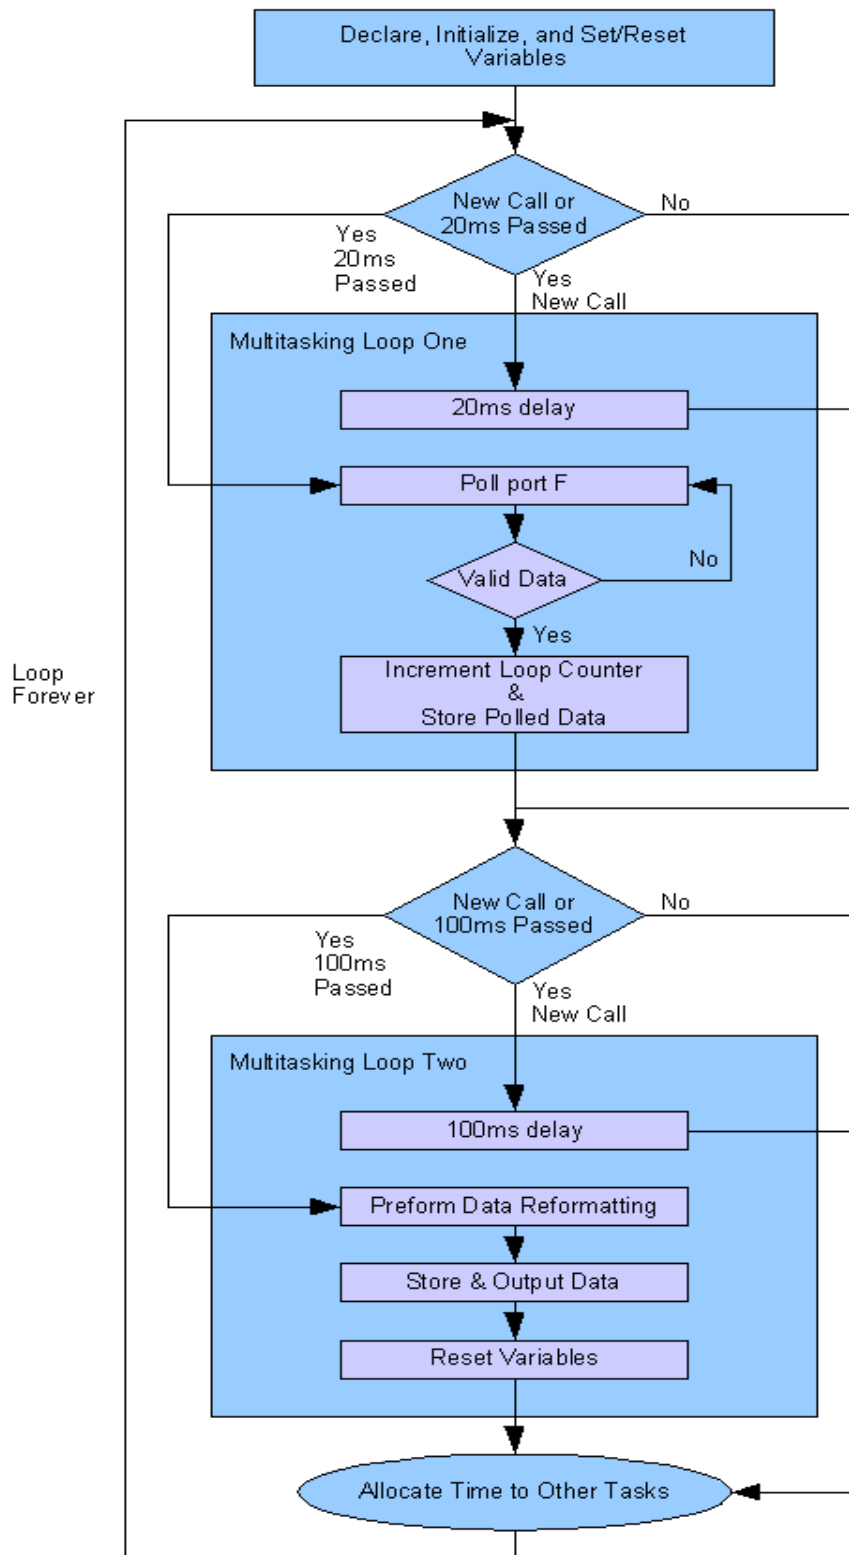 Declare, Initialize, and Set/Reset
Variables
New Call or
20ms Passed
No
Yes
20ms
Passed
Yes
New Call
Multitasking Loop One
20ms delay
Poll port F
Valid Data
No
Yes
Increment Loop Counter
&
Store Polled Data
Loop
Forever
New Call or
100ms Passed
No
Yes
100ms
Passed
Yes
New Call
Multitasking Loop Two
100ms delay
Preform Data Reformatting
Store & Output Data
Reset Variables
Allocate Time to Other Tasks